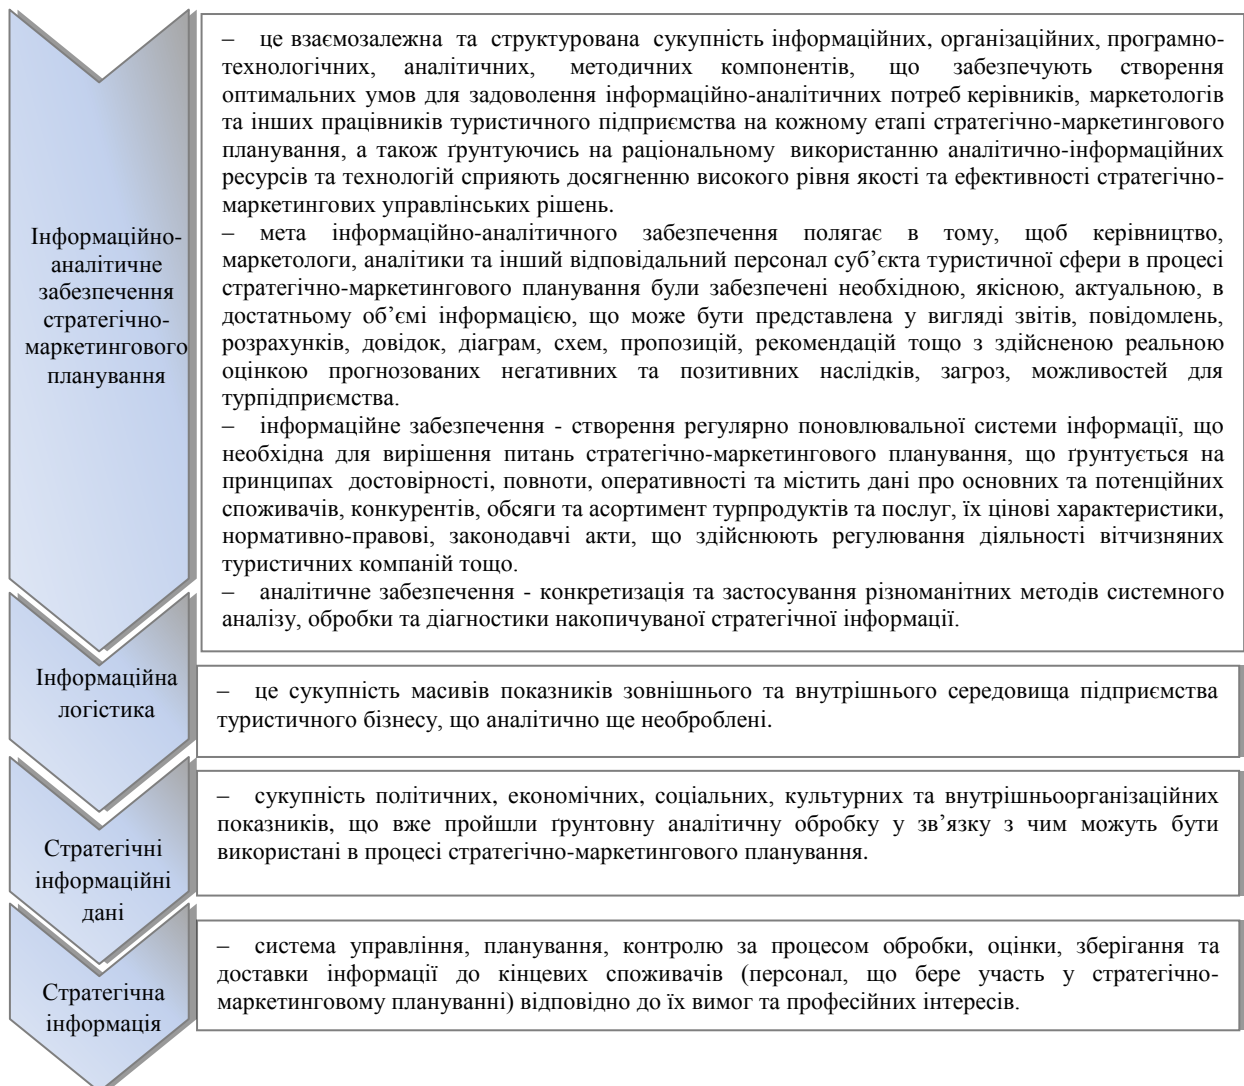 Інформаційно-
аналітичне
забезпечення
стратегічно-
маркетингового
планування
– це взаємозалежна та структурована сукупність інформаційних, організаційних, програмно-
технологічних, аналітичних, методичних компонентів, що забезпечують створення
оптимальних умов для задоволення інформаційно-аналітичних потреб керівників, маркетологів
та інших працівників туристичного підприємства на кожному етапі стратегічно-маркетингового
планування, а також ґрунтуючись на раціональному використанню аналітично-інформаційних
ресурсів та технологій сприяють досягненню високого рівня якості та ефективності стратегічно-
маркетингових управлінських рішень.
– мета інформаційно-аналітичного забезпечення полягає в тому, щоб керівництво,
маркетологи, аналітики та інший відповідальний персонал суб’єкта туристичної сфери в процесі
стратегічно-маркетингового планування були забезпечені необхідною, якісною, актуальною, в
достатньому об’ємі інформацією, що може бути представлена у вигляді звітів, повідомлень,
розрахунків, довідок, діаграм, схем, пропозицій, рекомендацій тощо з здійсненою реальною
оцінкою прогнозованих негативних та позитивних наслідків, загроз, можливостей для
турпідприємства.
– інформаційне забезпечення - створення регулярно поновлювальної системи інформації, що
необхідна для вирішення питань стратегічно-маркетингового планування, що ґрунтується на
принципах достовірності, повноти, оперативності та містить дані про основних та потенційних
споживачів, конкурентів, обсяги та асортимент турпродуктів та послуг, їх цінові характеристики,
нормативно-правові, законодавчі акти, що здійснюють регулювання діяльності вітчизняних
туристичних компаній тощо.
– аналітичне забезпечення - конкретизація та застосування різноманітних методів системного
аналізу, обробки та діагностики накопичуваної стратегічної інформації.
Інформаційна
логістика
– це сукупність масивів показників зовнішнього та внутрішнього середовища підприємства
туристичного бізнесу, що аналітично ще необроблені.
Стратегічні
інформаційні
дані
– сукупність політичних, економічних, соціальних, культурних та внутрішньоорганізаційних
показників, що вже пройшли ґрунтовну аналітичну обробку у зв’язку з чим можуть бути
використані в процесі стратегічно-маркетингового планування.
Стратегічна
інформація
– система управління, планування, контролю за процесом обробки, оцінки, зберігання та
доставки інформації до кінцевих споживачів (персонал, що бере участь у стратегічно-
маркетинговому плануванні) відповідно до їх вимог та професійних інтересів.